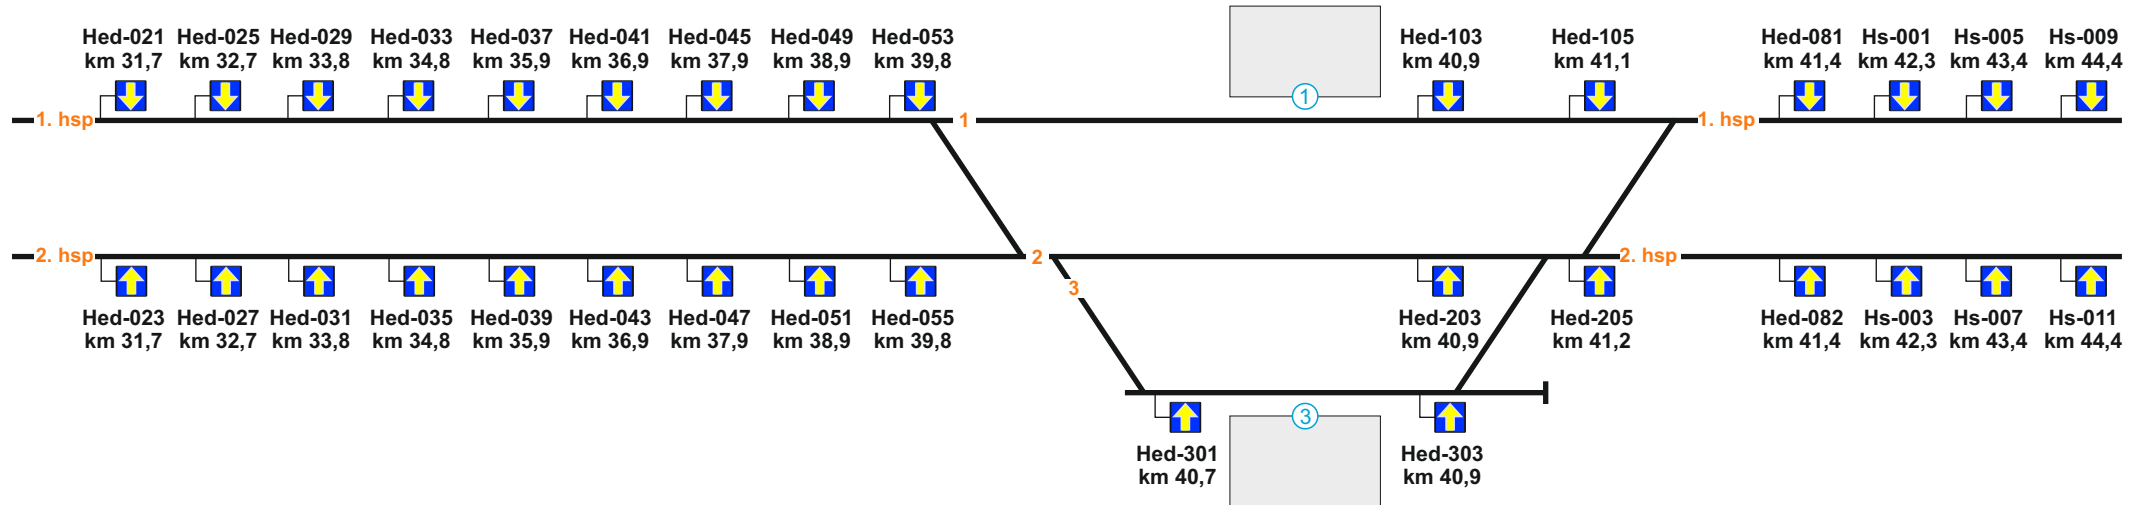 Hed-021 Hed-025 Hed-029 Hed-033 Hed-037 Hed-041 Hed-045 Hed-049 Hed-053 Hed-103 Hed-105 Hed-081 Hs-001 Hs-005 Hs-009
km 31,7 km 32,7 km 33,8 km 34,8 km 35,9 km 36,9 km 37,9 km 38,9 km 39,8 km 40,9 km 41,1 km 41,4 km 42,3 km 43,4 km 44,4
1
1. hsp 1 1. hsp
2. hsp 2 2. hsp
3
Hed-023 Hed-027 Hed-031 Hed-035 Hed-039 Hed-043 Hed-047 Hed-051 Hed-055 Hed-203 Hed-205 Hed-082 Hs-003 Hs-007 Hs-011
km 31,7 km 32,7 km 33,8 km 34,8 km 35,9 km 36,9 km 37,9 km 38,9 km 39,8 km 40,9 km 41,2 km 41,4 km 42,3 km 43,4 km 44,4
3
Hed-301 Hed-303
km 40,7 km 40,9